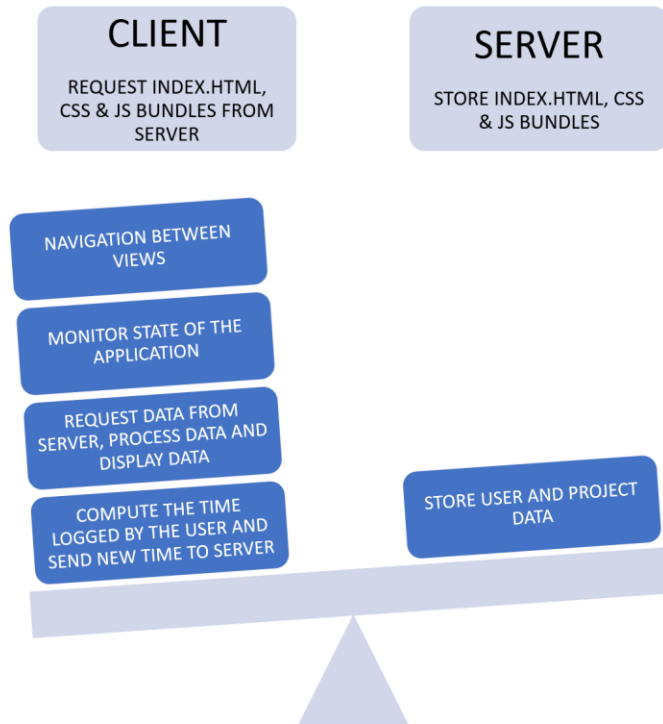 CLIENT
REQUEST INDEX.HTML,
CSS & JS BUNDLES FROM
SERVER
SERVER
STORE INDEX.HTML, CSS
& JS BUNDLES
NAVIGATION BETWEEN
VIEWS
MONITOR STATE OF THE
APPLICATION
REQUEST DATA FROM
SERVER, PROCESS DATA AND
DISPLAY DATA
COMPUTE THE TIME
LOGGED BY THE USER AND
SEND NEW TIME TO SERVER
STORE USER AND PROJECT
DATA